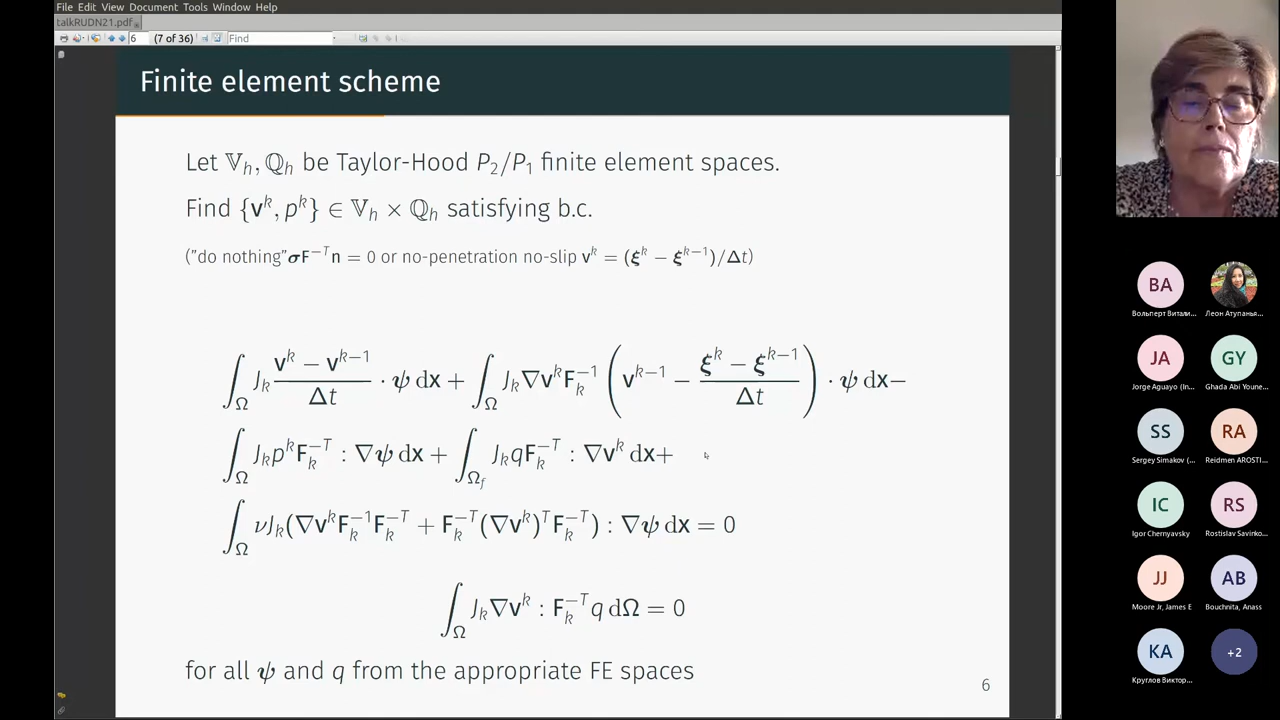 File Edit View Document Tools Window Help
talkRUDN21.pdf
6 (7 of 36) Find
Finite element scheme
Let 𝕍ₕ, ℚₕ be Taylor-Hood P₂/P₁ finite element spaces.
Find {vᵏ, pᵏ} ∈ 𝕍ₕ × ℚₕ satisfying b.c.
("do nothing"σF⁻ᵀn = 0 or no-penetration no-slip vᵏ = (ξᵏ − ξᵏ⁻¹)/Δt)
∫_Ω Jₖ (vᵏ − vᵏ⁻¹)/Δt · ψ dx + ∫_Ω Jₖ∇vᵏFₖ⁻¹ (vᵏ⁻¹ − (ξᵏ − ξᵏ⁻¹)/Δt) · ψ dx−
∫_Ω JₖpᵏFₖ⁻ᵀ : ∇ψ dx + ∫_Ω_f JₖqFₖ⁻ᵀ : ∇vᵏ dx+
∫_Ω νJₖ(∇vᵏFₖ⁻¹Fₖ⁻ᵀ + Fₖ⁻ᵀ(∇vᵏ)ᵀFₖ⁻ᵀ) : ∇ψ dx = 0
∫_Ω Jₖ∇vᵏ : Fₖ⁻ᵀq dΩ = 0
for all ψ and q from the appropriate FE spaces
6
BA
Вольперт Витали...
Леон Атупанья...
JA
Jorge Aguayo (In...
GY
Ghada Abi Youne...
SS
Sergey Simakov (...
RA
Reidmen AROSTI...
IC
Igor Chernyavsky
RS
Rostislav Savinko...
JJ
Moore Jr, James E
AB
Bouchnita, Anass
KA
Круглов Виктор...
+2